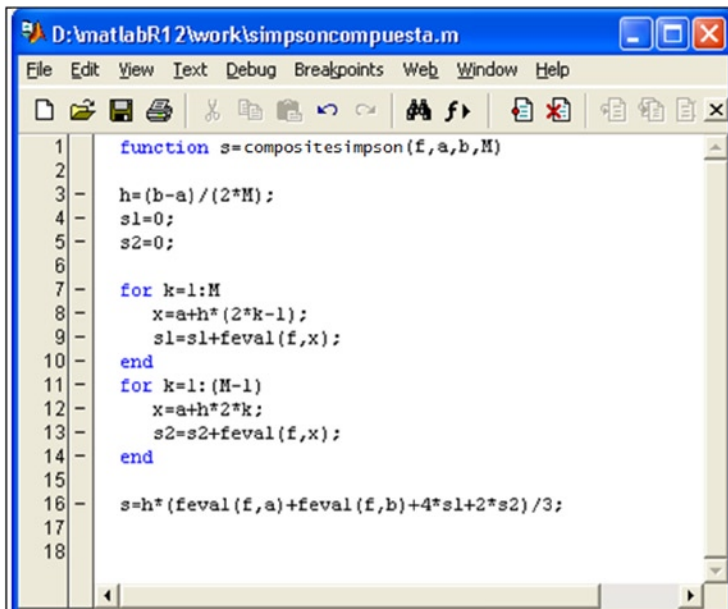 D:\matlabR12\work\simpsoncompuesta.m
File Edit View Text Debug Breakpoints Web Window Help
1 function s=compositesimpson(f,a,b,M)
2
3 - h=(b-a)/(2*M);
4 - s1=0;
5 - s2=0;
6
7 - for k=1:M
8 - x=a+h*(2*k-1);
9 - s1=s1+feval(f,x);
10 - end
11 - for k=1:(M-1)
12 - x=a+h*2*k;
13 - s2=s2+feval(f,x);
14 - end
15
16 - s=h*(feval(f,a)+feval(f,b)+4*s1+2*s2)/3;
17
18